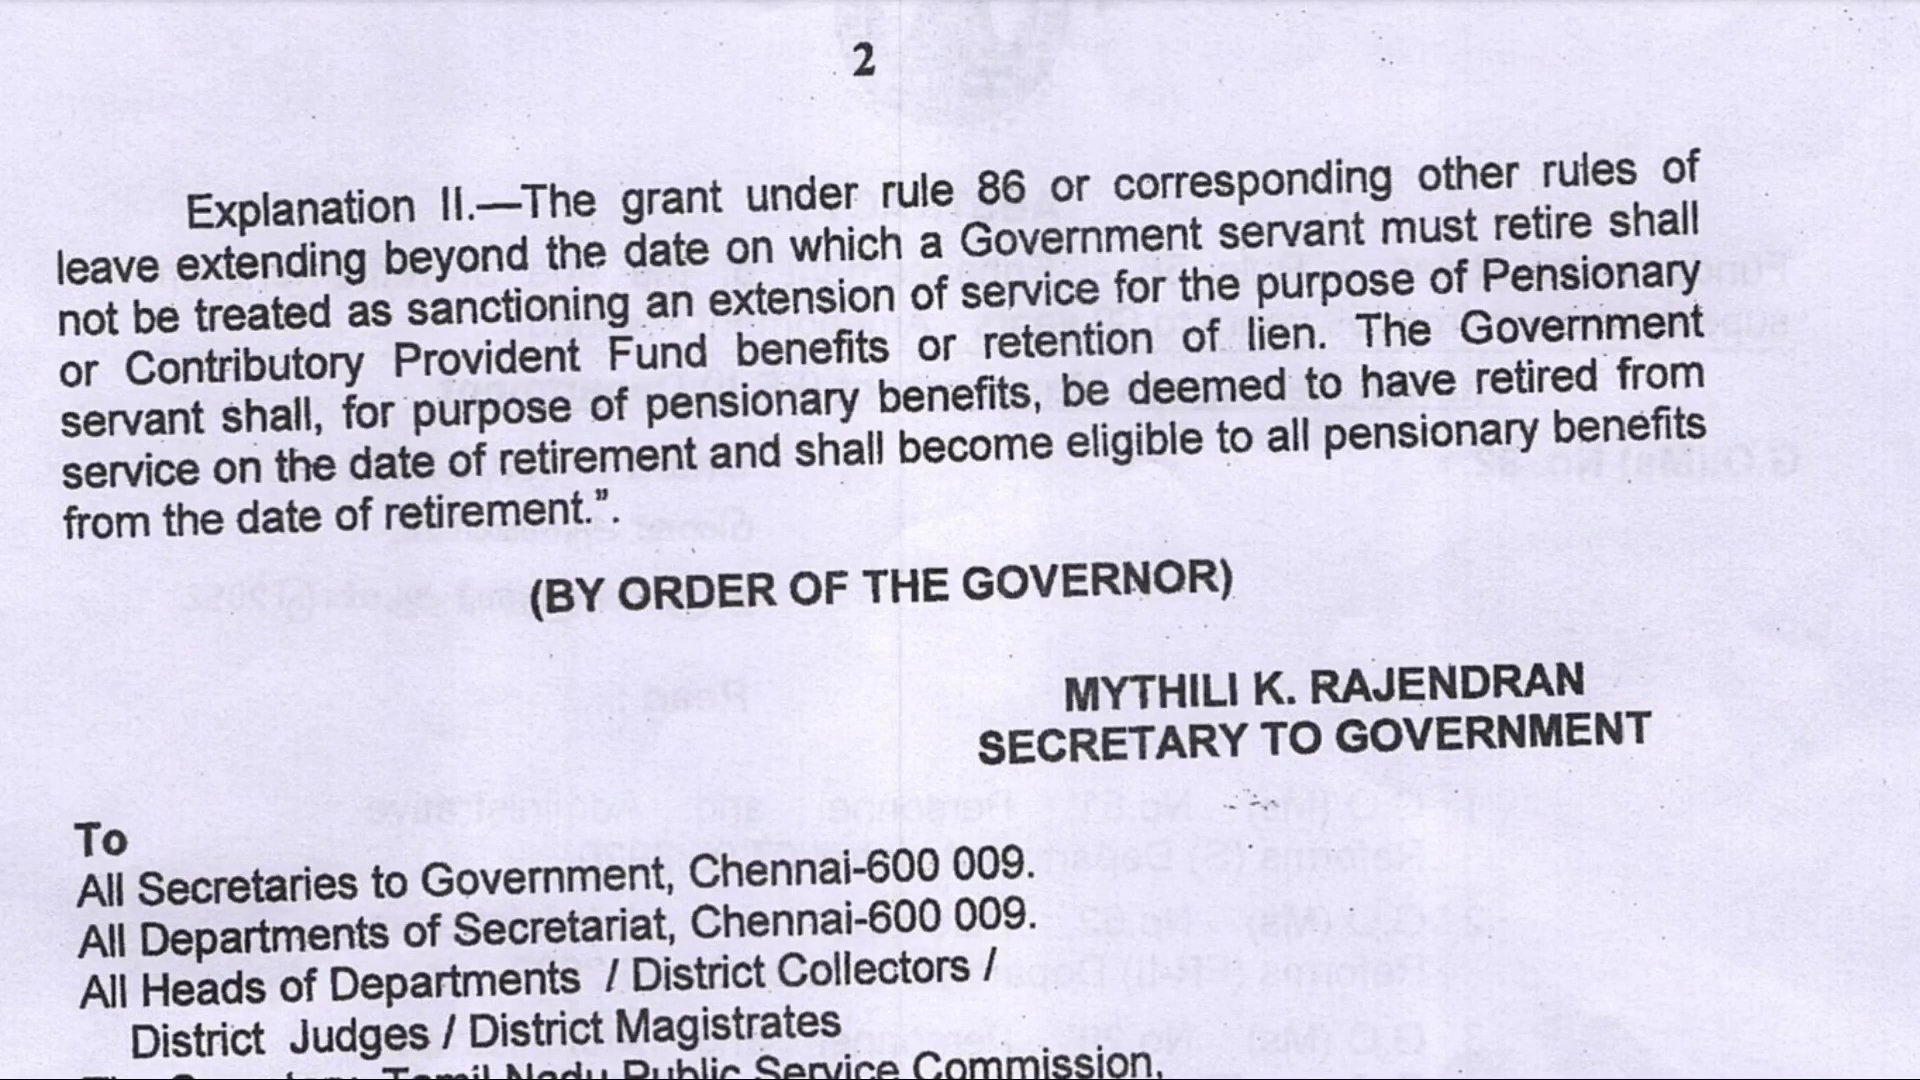 2
Explanation II.—The grant under rule 86 or corresponding other rules of
leave extending beyond the date on which a Government servant must retire shall
not be treated as sanctioning an extension of service for the purpose of Pensionary
or Contributory Provident Fund benefits or retention of lien. The Government
servant shall, for purpose of pensionary benefits, be deemed to have retired from
service on the date of retirement and shall become eligible to all pensionary benefits
from the date of retirement.”.
(BY ORDER OF THE GOVERNOR)
MYTHILI K. RAJENDRAN
SECRETARY TO GOVERNMENT
To
All Secretaries to Government, Chennai-600 009.
All Departments of Secretariat, Chennai-600 009.
All Heads of Departments / District Collectors /
District Judges / District Magistrates
Tamil Nadu Public Service Commission,